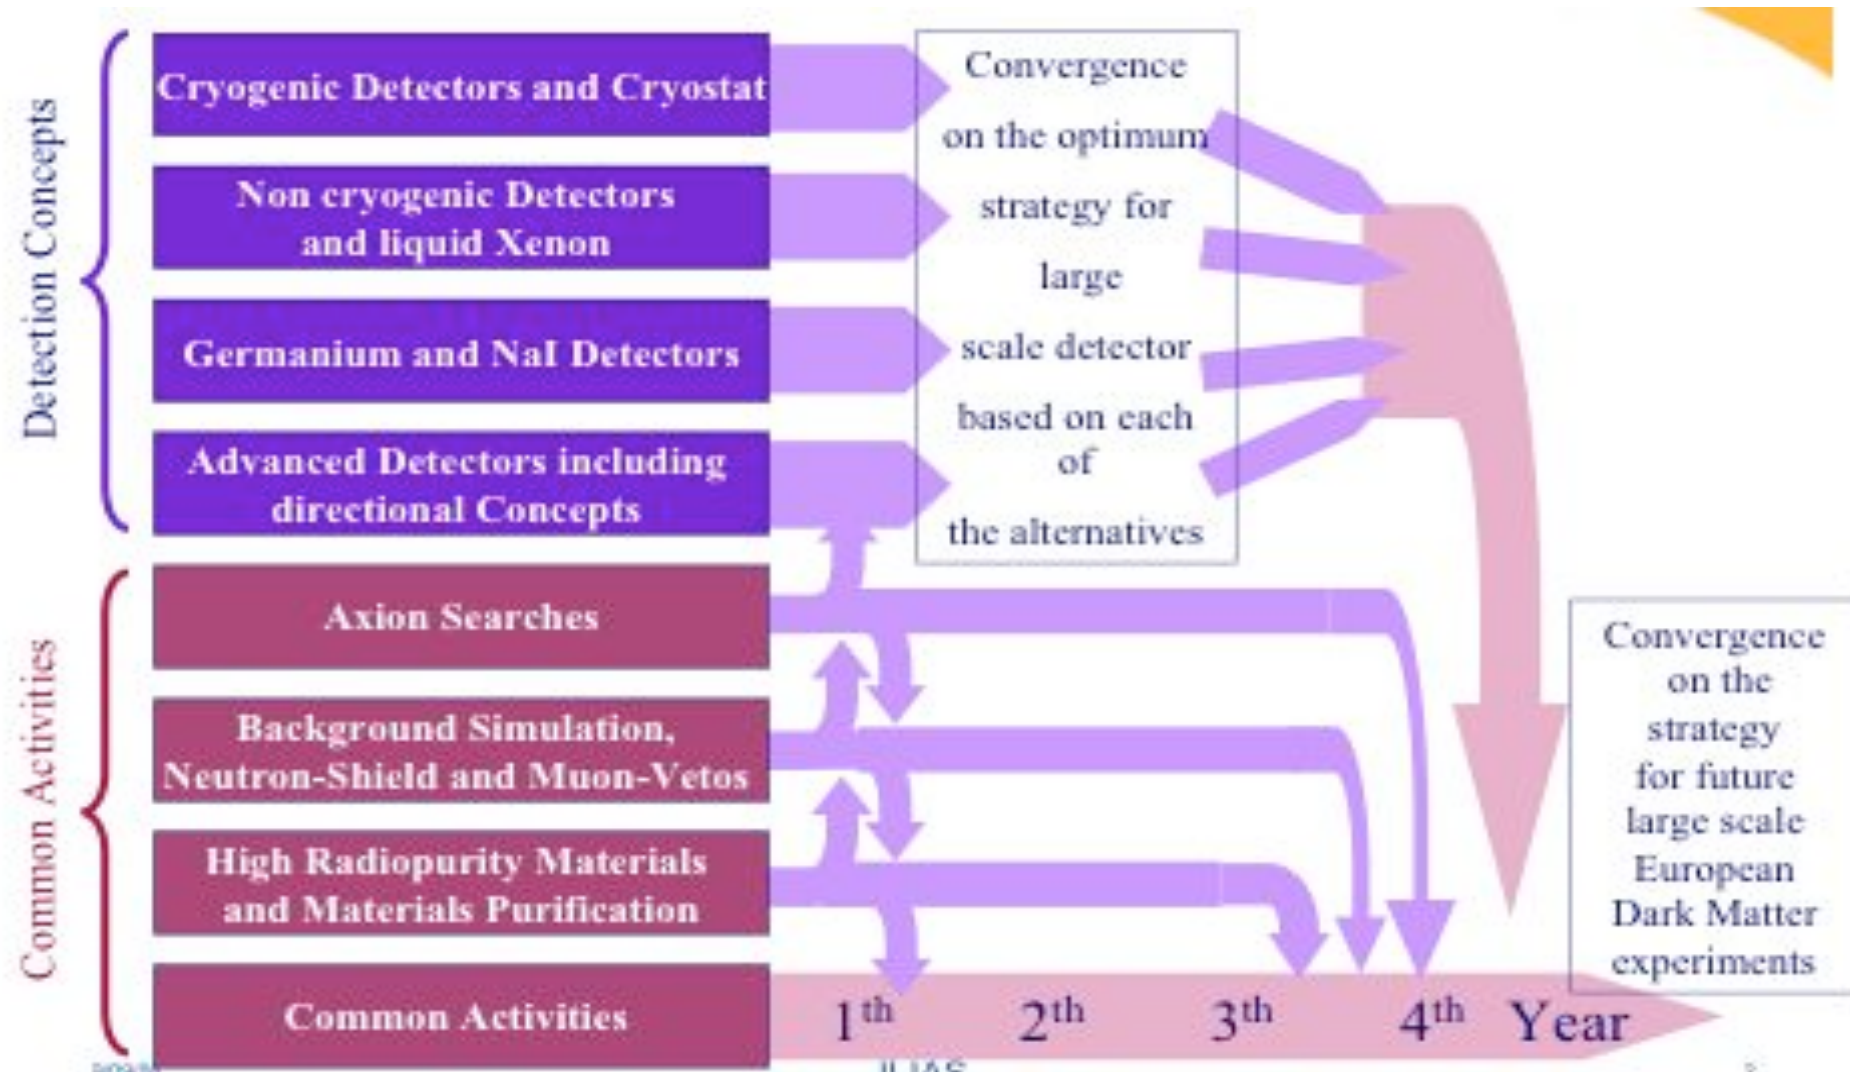 Detection Concepts
Cryogenic Detectors and Cryostat
Non cryogenic Detectors
and liquid Xenon
Germanium and NaI Detectors
Advanced Detectors including
directional Concepts
Convergence
on the optimum
strategy for
large
scale detector
based on each
of
the alternatives
Common Activities
Axion Searches
Background Simulation,
Neutron-Shield and Muon-Vetos
High Radiopurity Materials
and Materials Purification
Common Activities
1th 2th 3th 4th Year
Convergence
on the
strategy
for future
large scale
European
Dark Matter
experiments